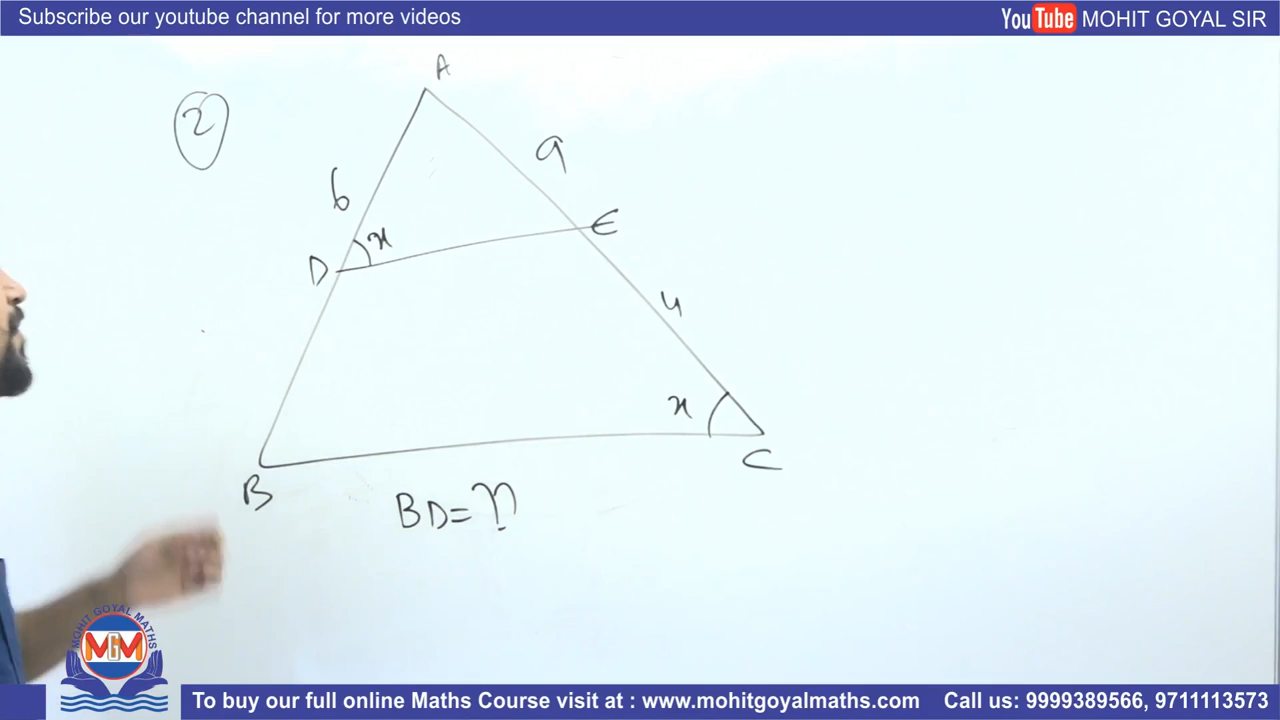 Subscribe our youtube channel for more videos
YouTube MOHIT GOYAL SIR
2
A
9
6
E
x
D
4
x
C
B
BD=??
MOHIT GOYAL MATHS
MGM
To buy our full online Maths Course visit at : www.mohitgoyalmaths.com Call us: 9999389566, 9711113573